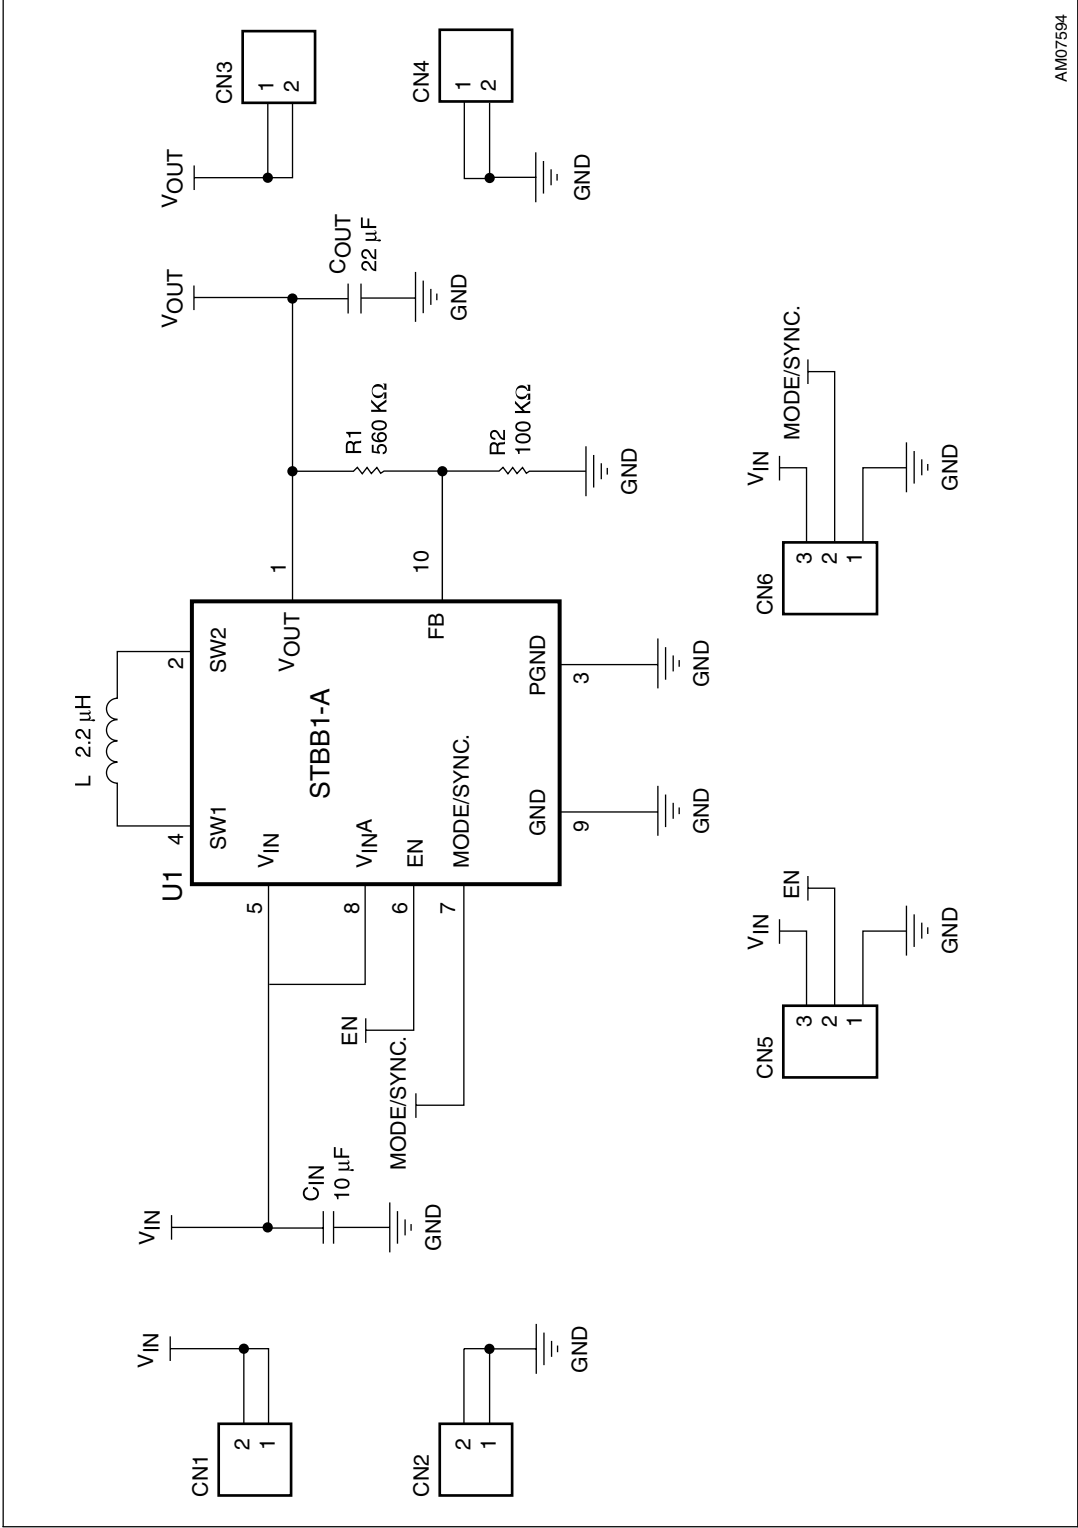 L 2.2 µH
U1
4
SW1
2
SW2
STBB1-A
5
VIN
8
VINA
6
EN
7
MODE/SYNC.
1
VOUT
10
FB
GND
9
PGND
3
GND
GND
VIN
CIN
10 µF
GND
EN
MODE/SYNC.
VOUT
COUT
22 µF
GND
R1
560 KΩ
R2
100 KΩ
GND
CN1
2
1
VIN
CN2
2
1
GND
VOUT
CN3
1
2
CN4
1
2
GND
CN5
3
2
1
VIN
EN
GND
CN6
3
2
1
VIN
MODE/SYNC.
GND
AM07594